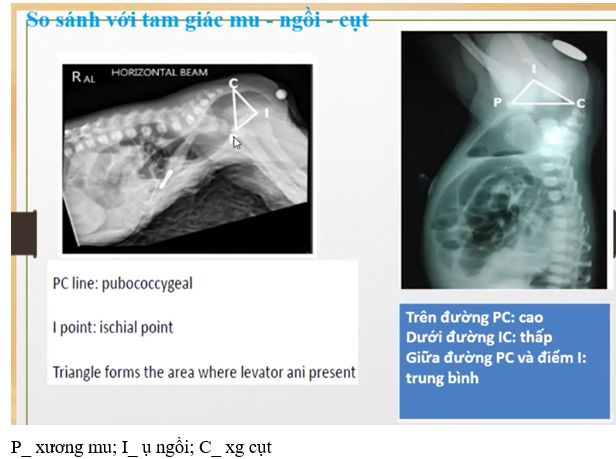 So sánh với tam giác mu - ngồi - cụt
R AL HORIZONTAL BEAM
C
I
I
P
C
PC line: pubococcygeal
I point: ischial point
Triangle forms the area where levator ani present
Trên đường PC: cao
Dưới đường IC: thấp
Giữa đường PC và điểm I:
trung bình
P_ xương mu; I_ ụ ngồi; C_ xg cụt